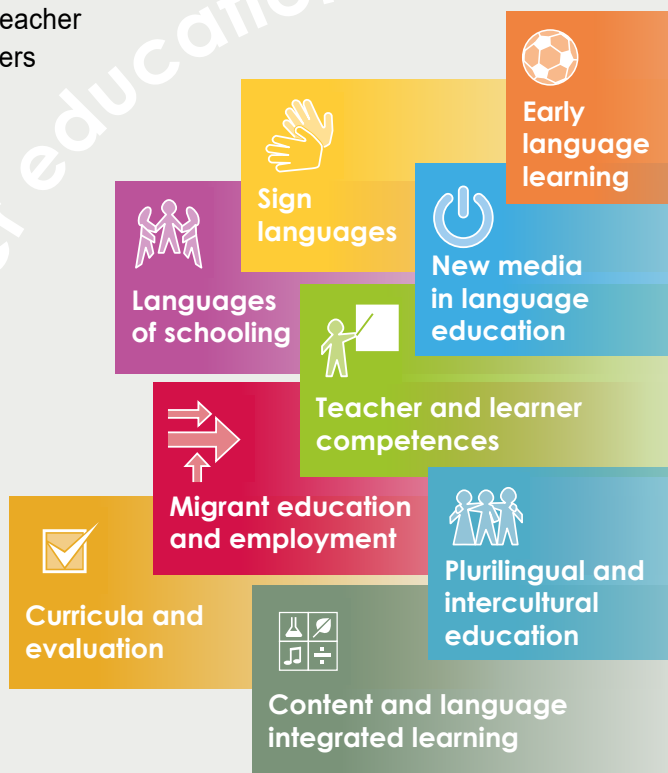 eacher
ers
er education
Early
language
learning
Sign
languages
New media
in language
education
Languages
of schooling
Teacher and learner
competences
Migrant education
and employment
Plurilingual and
intercultural
education
Curricula and
evaluation
Content and language
integrated learning